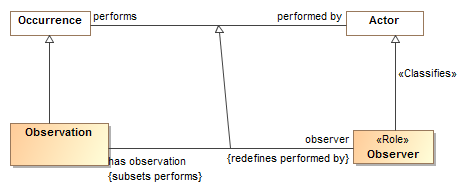 Occurrence
performs
performed by
Actor
«Classifies»
Observation
observer
«Role»
Observer
has observation
{redefines performed by}
{subsets performs}